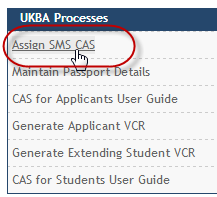 UKBA Processes
Assign SMS CAS
Maintain Passport Details
CAS for Applicants User Guide
Generate Applicant VCR
Generate Extending Student VCR
CAS for Students User Guide